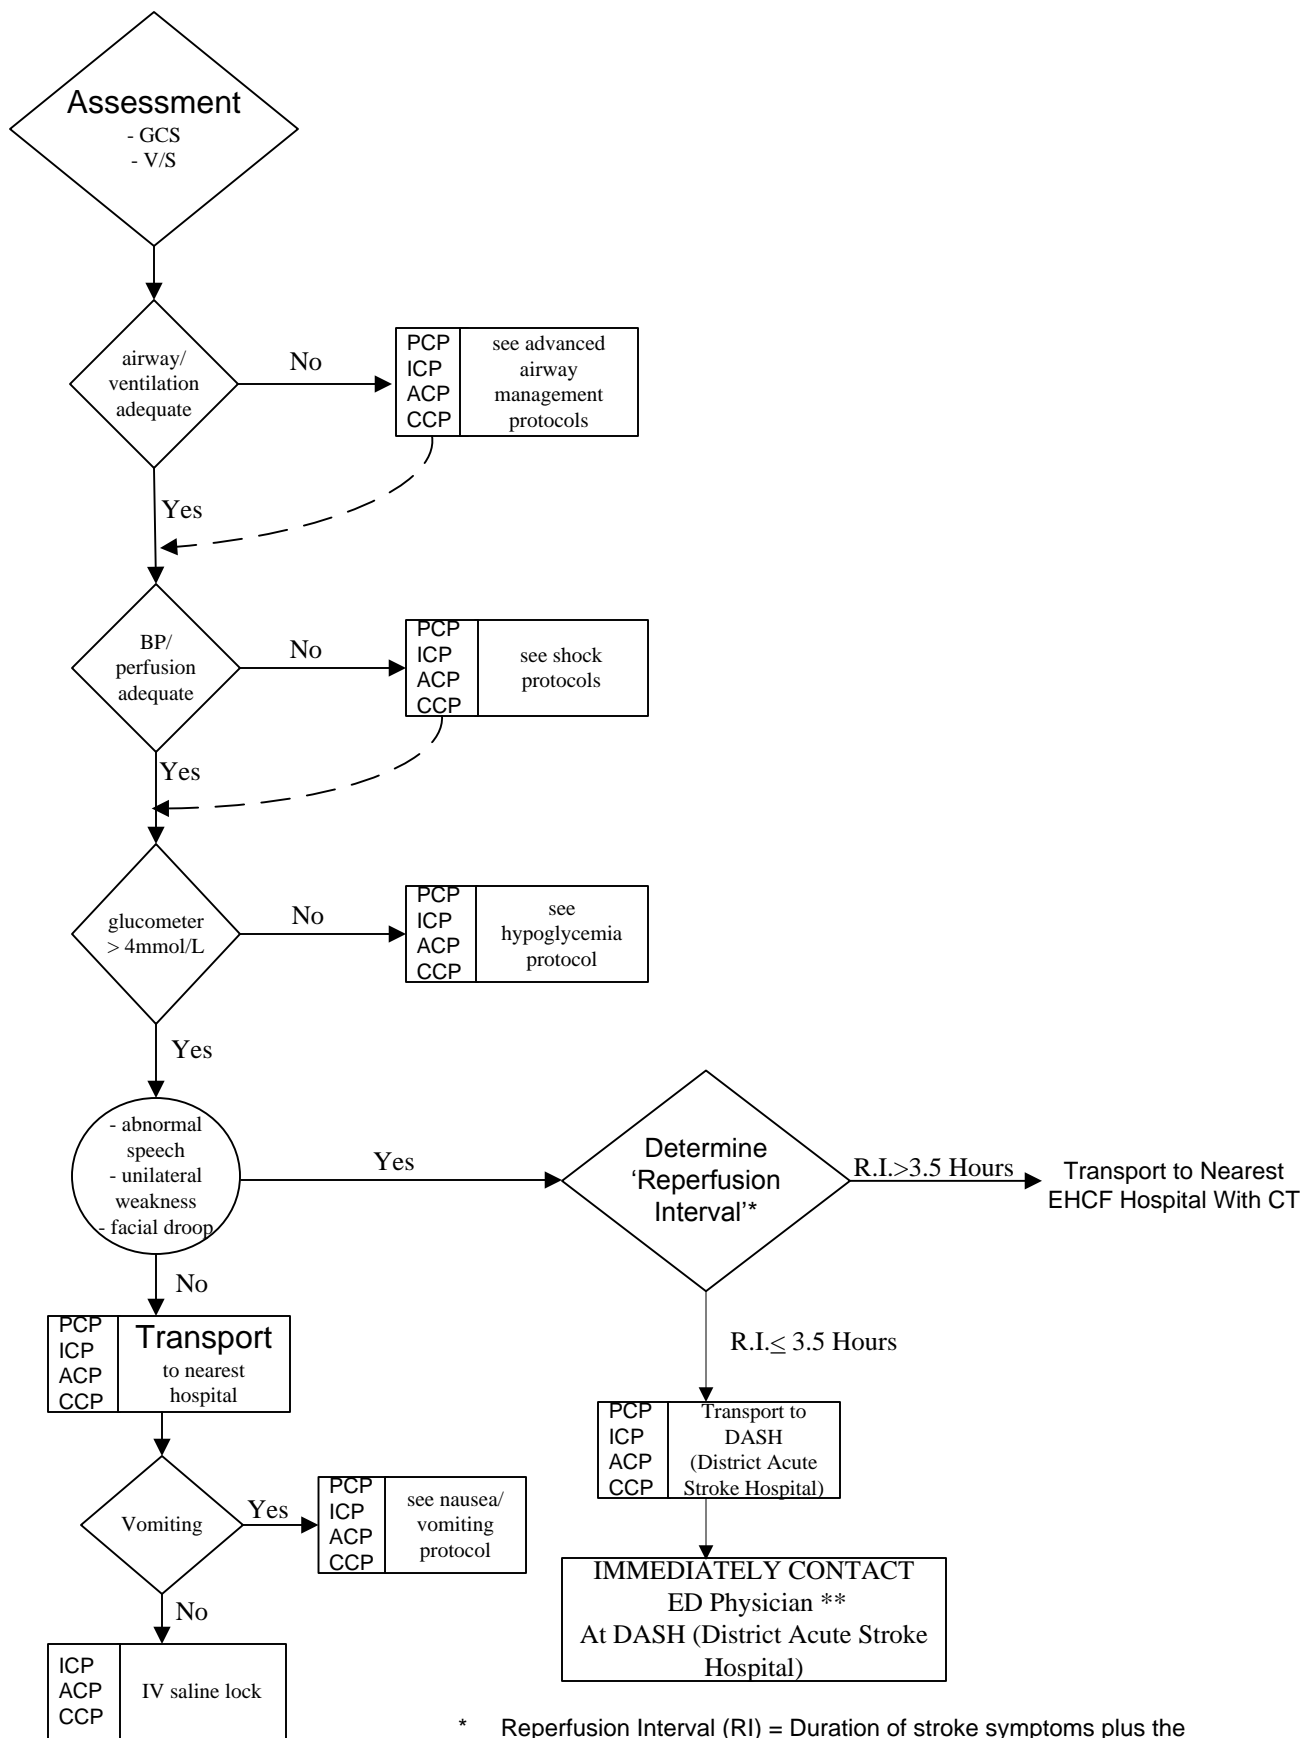 Assessment
- GCS
- V/S
airway/
ventilation
adequate
No
PCP
ICP
ACP
CCP
see advanced
airway
management
protocols
Yes
BP/
perfusion
adequate
No
PCP
ICP
ACP
CCP
see shock
protocols
Yes
glucometer
> 4mmol/L
No
PCP
ICP
ACP
CCP
see
hypoglycemia
protocol
Yes
- abnormal
speech
- unilateral
weakness
- facial droop
Yes
Determine
‘Reperfusion
Interval’*
R.I.>3.5 Hours
Transport to Nearest
EHCF Hospital With CT
No
PCP
ICP
ACP
CCP
Transport
to nearest
hospital
R.I.≤ 3.5 Hours
PCP
ICP
ACP
CCP
Transport to
DASH
(District Acute
Stroke Hospital)
Vomiting
Yes
PCP
ICP
ACP
CCP
see nausea/
vomiting
protocol
IMMEDIATELY CONTACT
ED Physician **
At DASH (District Acute Stroke
Hospital)
No
ICP
ACP
CCP
IV saline lock
* Reperfusion Interval (RI) = Duration of stroke symptoms plus the